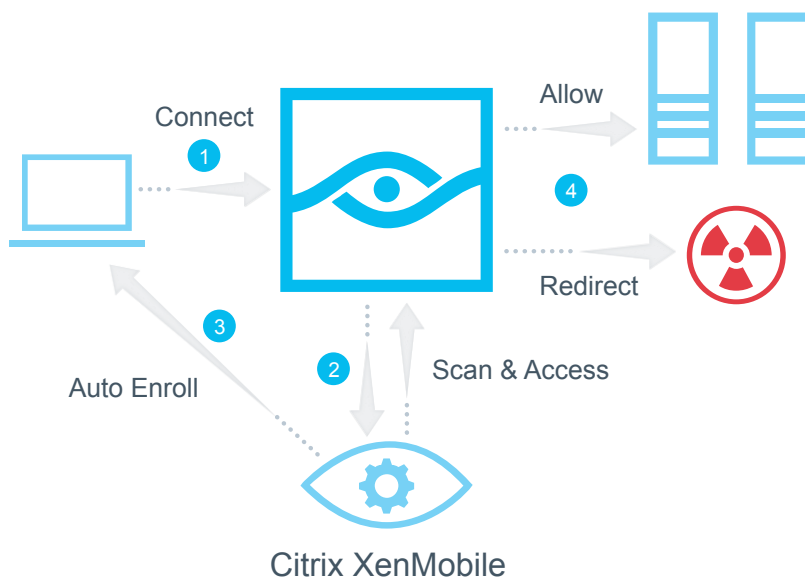 Allow
Connect
1
4
Redirect
3
2
Scan & Access
Auto Enroll
Citrix XenMobile